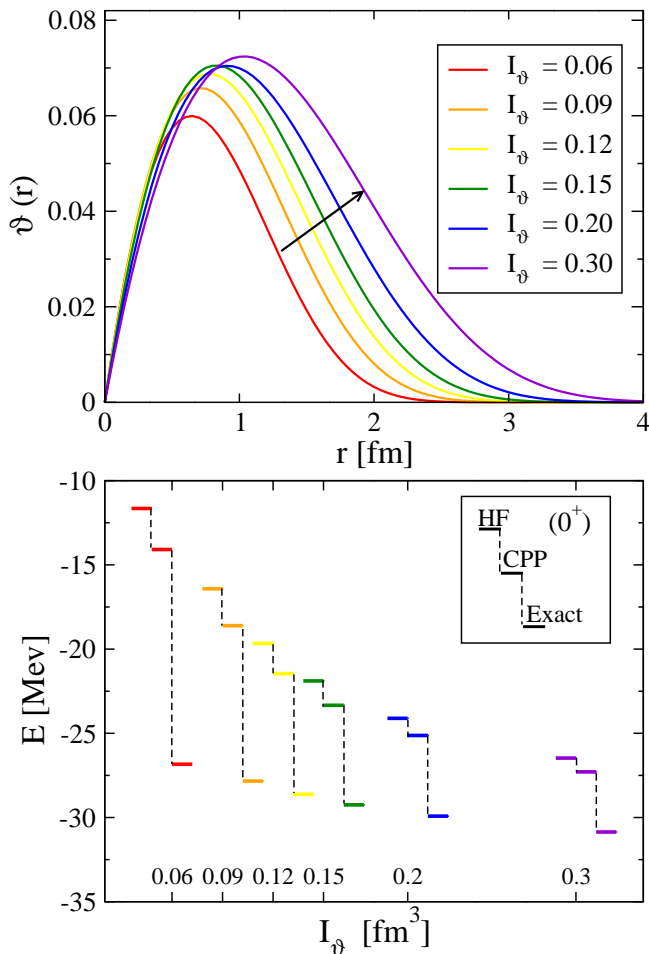 0.08
0.06
0.04
0.02
0
ϑ (r)
I_ϑ = 0.06
I_ϑ = 0.09
I_ϑ = 0.12
I_ϑ = 0.15
I_ϑ = 0.20
I_ϑ = 0.30
0 1 2 3 4
r [fm]
-10
-15
-20
-25
-30
-35
E [Mev]
HF (0⁺)
CPP
Exact
0.06 0.09 0.12 0.15 0.2 0.3
I_ϑ [fm³]